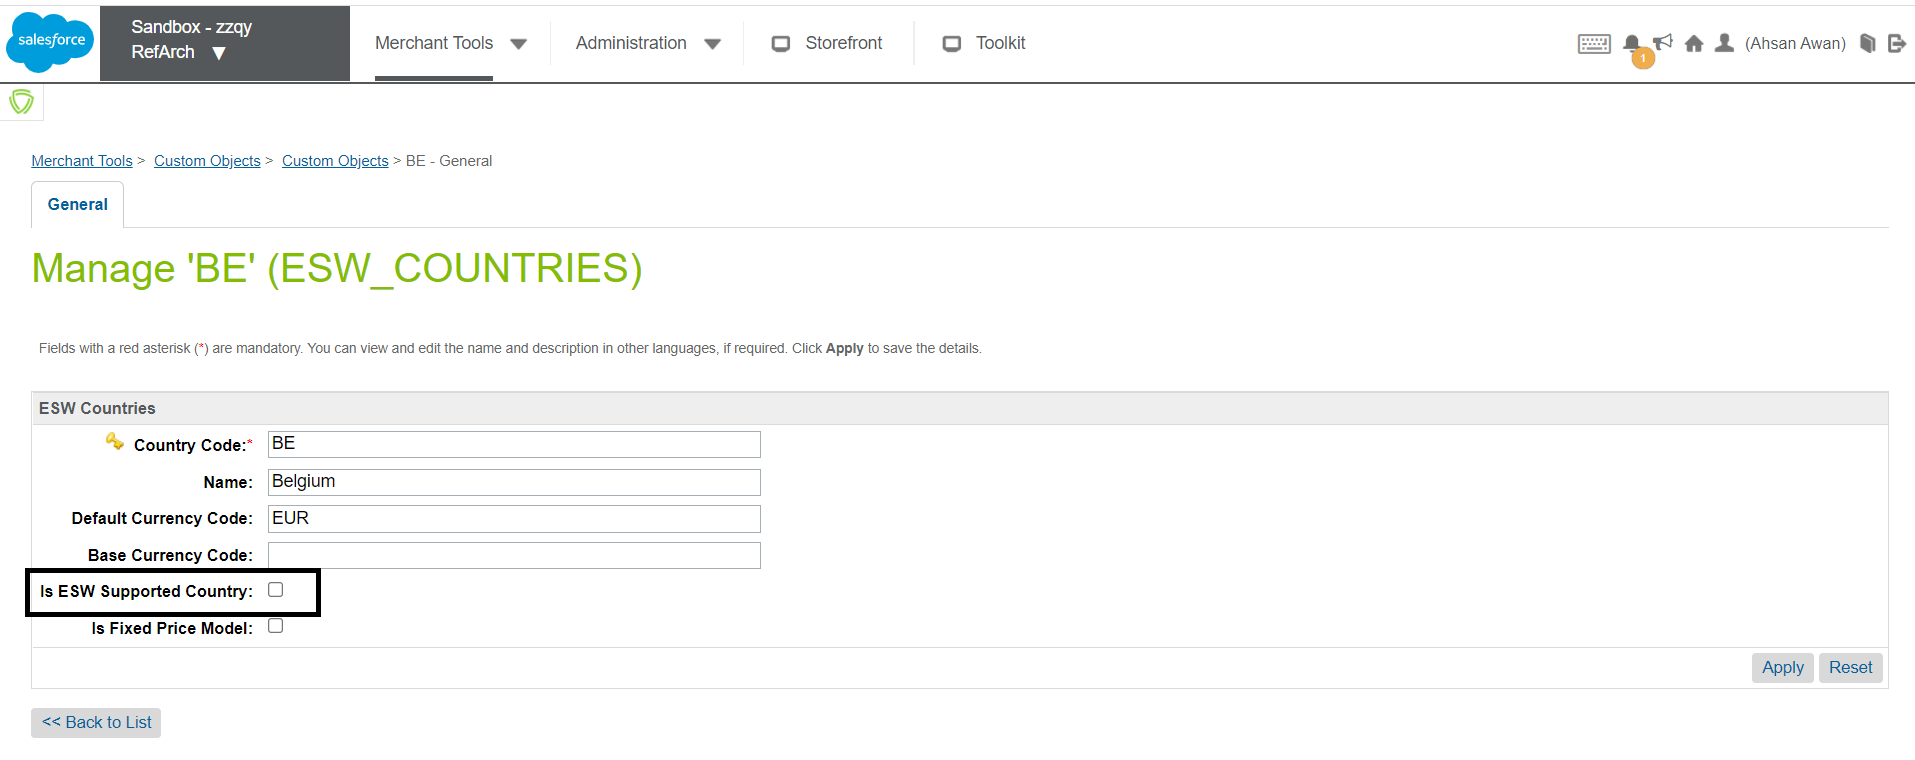 salesforce
Sandbox - zzqy
RefArch
Merchant Tools
Administration
Storefront
Toolkit
1
(Ahsan Awan)
Merchant Tools > Custom Objects > Custom Objects > BE - General
General
Manage 'BE' (ESW_COUNTRIES)
Fields with a red asterisk (*) are mandatory. You can view and edit the name and description in other languages, if required. Click Apply to save the details.
ESW Countries
Country Code:* BE
Name: Belgium
Default Currency Code: EUR
Base Currency Code:
Is ESW Supported Country:
Is Fixed Price Model:
Apply Reset
<< Back to List